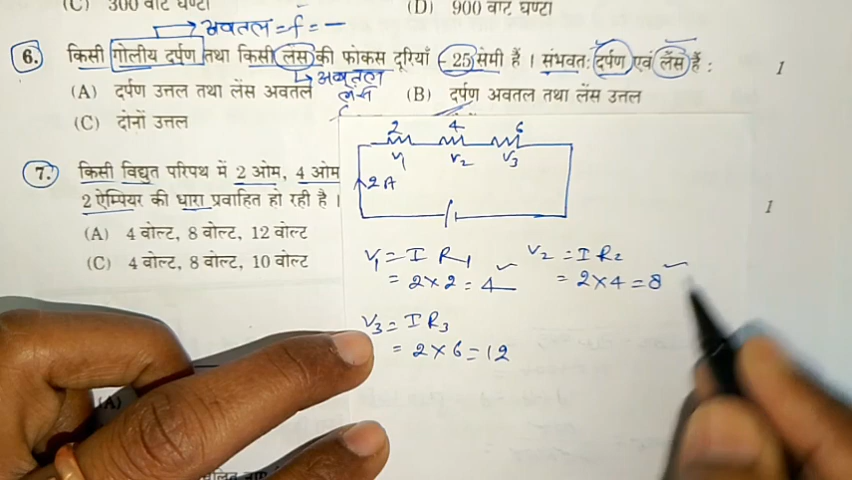 (C) 300 वाट घण्टा (D) 900 वाट घण्टा
अवतल = f = –
6. किसी गोलीय दर्पण तथा किसी लेंस की फोकस दूरियाँ – 25 सेमी हैं । संभवतः दर्पण एवं लेंस हैं : 1
अवतल
लेंस
(A) दर्पण उत्तल तथा लेंस अवतल (B) दर्पण अवतल तथा लेंस उत्तल
(C) दोनों उत्तल
2 4 6
V1 V2 V3
7. किसी विद्युत परिपथ में 2 ओम, 4 ओम
2A
2 ऐम्पियर की धारा प्रवाहित हो रही है । 1
(A) 4 वोल्ट, 8 वोल्ट, 12 वोल्ट
(C) 4 वोल्ट, 8 वोल्ट, 10 वोल्ट
V1 = I R1 V2 = I R2
= 2 × 2 = 4 = 2 × 4 = 8
V3 = I R3
= 2 × 6 = 12
(A)